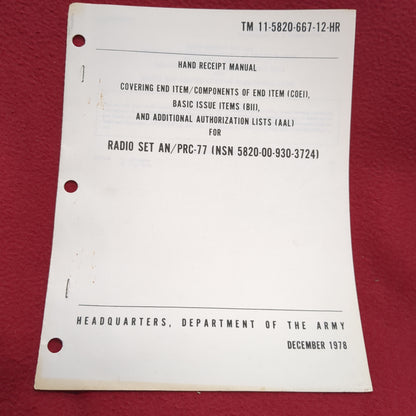 TM 11-5820-667-12-HR
HAND RECEIPT MANUAL
COVERING END ITEM/COMPONENTS OF END ITEM (COEI),
BASIC ISSUE ITEMS (BII),
AND ADDITIONAL AUTHORIZATION LISTS (AAL)
FOR
RADIO SET AN/PRC-77 (NSN 5820-00-930-3724)
HEADQUARTERS, DEPARTMENT OF THE ARMY
DECEMBER 1978